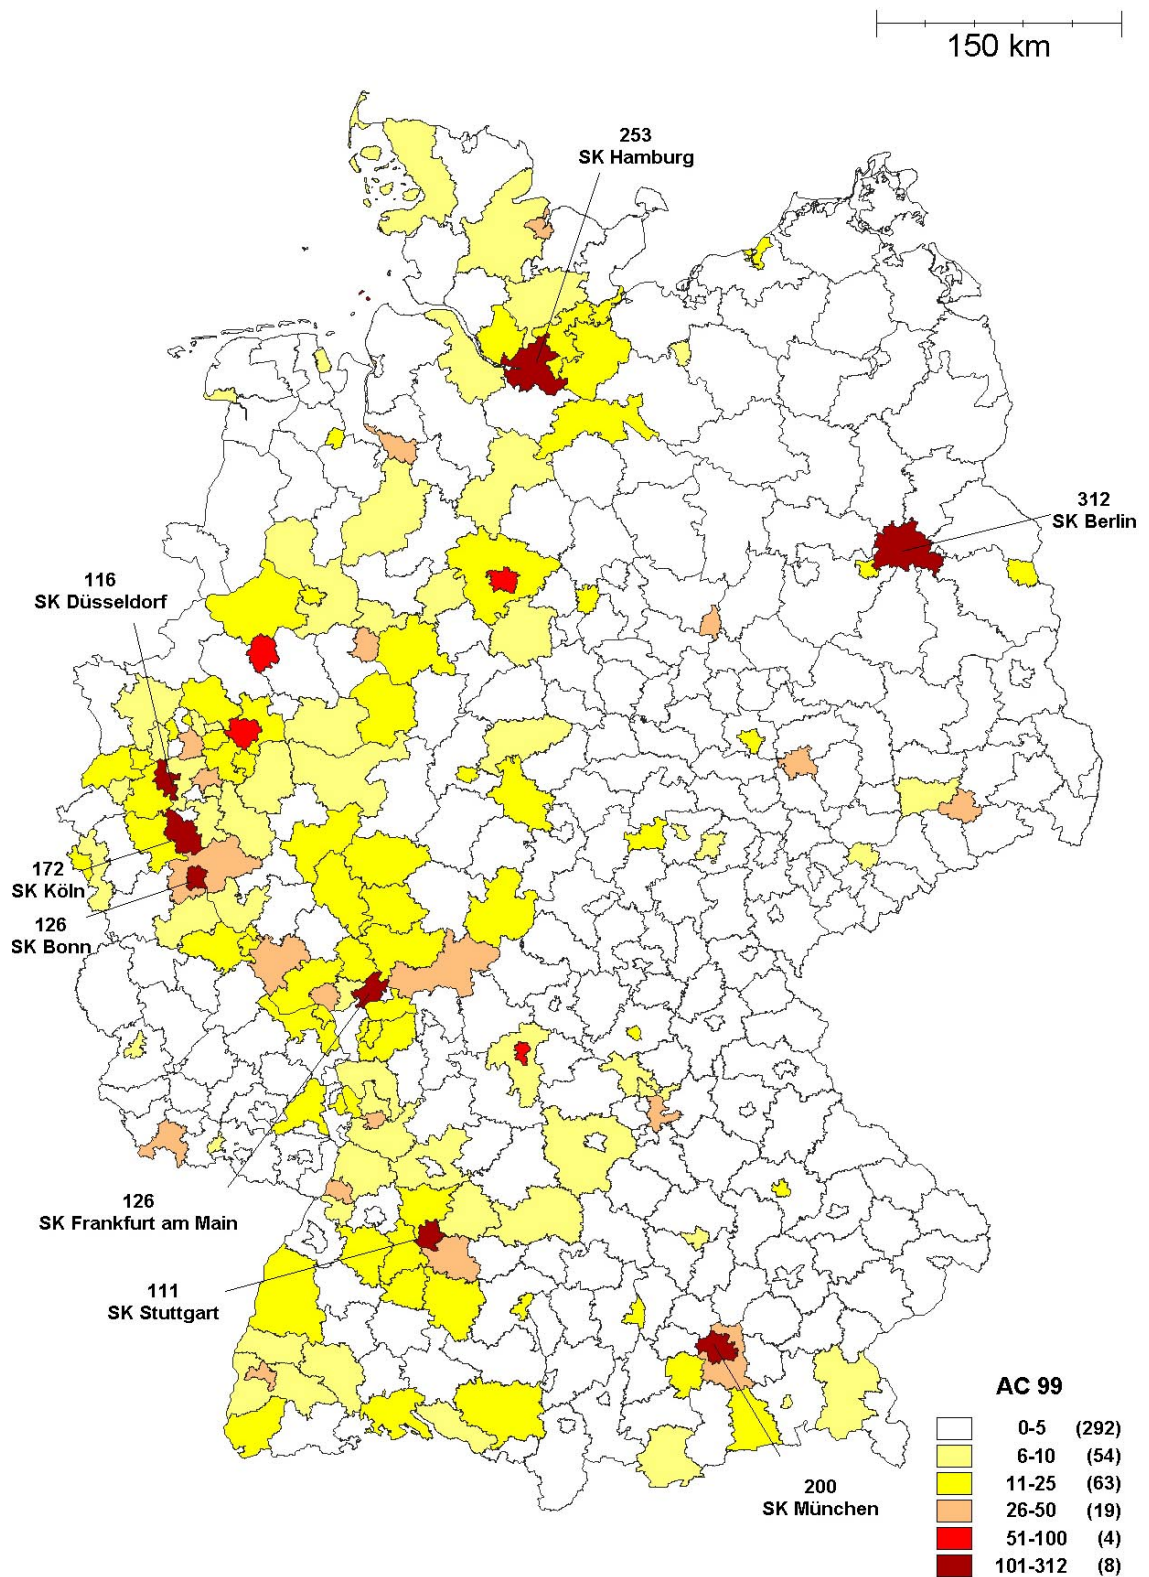 150 km
253
SK Hamburg
312
SK Berlin
116
SK Düsseldorf
172
SK Köln
126
SK Bonn
126
SK Frankfurt am Main
111
SK Stuttgart
200
SK München
AC 99
0-5 (292)
6-10 (54)
11-25 (63)
26-50 (19)
51-100 (4)
101-312 (8)